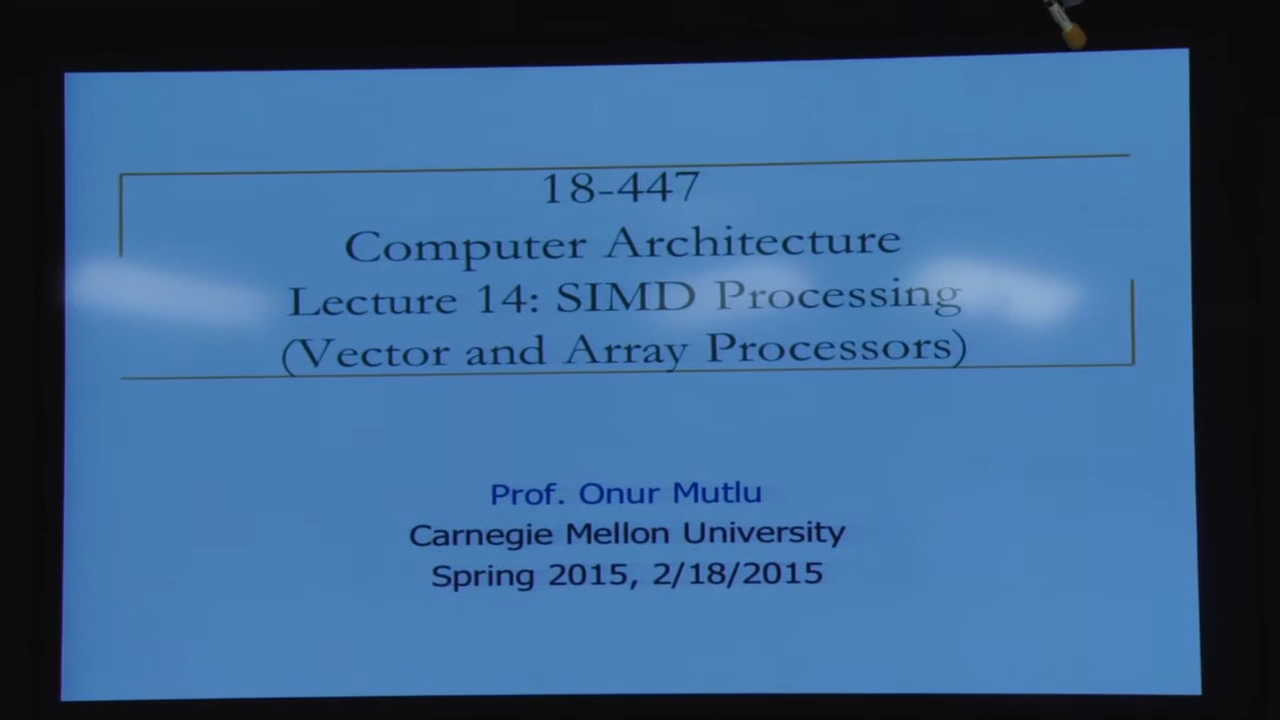 18-447
Computer Architecture
Lecture 14: SIMD Processing
(Vector and Array Processors)
Prof. Onur Mutlu
Carnegie Mellon University
Spring 2015, 2/18/2015